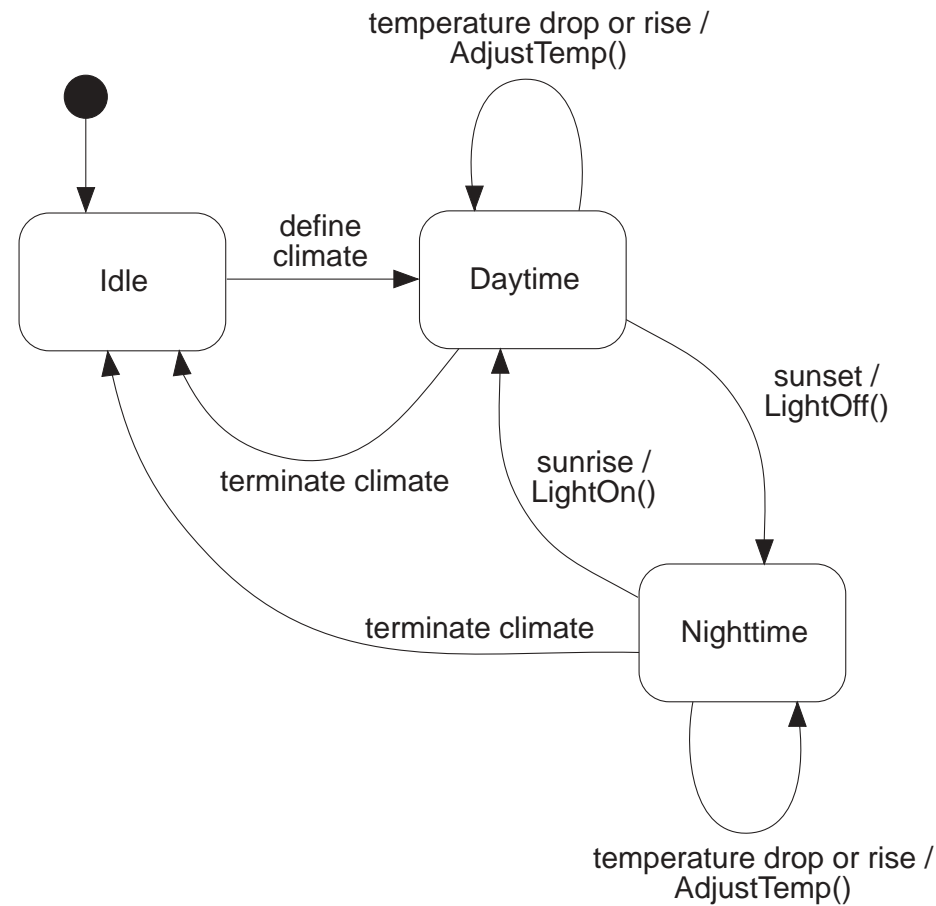 temperature drop or rise /
AdjustTemp()
define
climate
Idle
Daytime
sunset /
LightOff()
sunrise /
LightOn()
terminate climate
terminate climate
Nighttime
temperature drop or rise /
AdjustTemp()